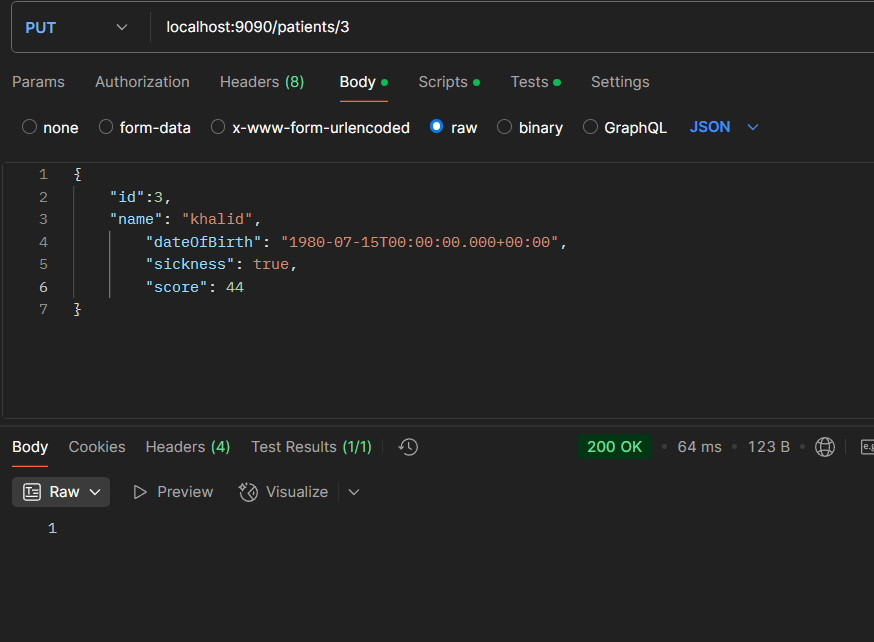 PUT localhost:9090/patients/3
Params Authorization Headers (8) Body Scripts Tests Settings
none form-data x-www-form-urlencoded raw binary GraphQL JSON
1 {
2 "id":3,
3 "name": "khalid",
4 "dateOfBirth": "1980-07-15T00:00:00.000+00:00",
5 "sickness": true,
6 "score": 44
7 }
Body Cookies Headers (4) Test Results (1/1) 200 OK 64 ms 123 B
Raw Preview Visualize
1